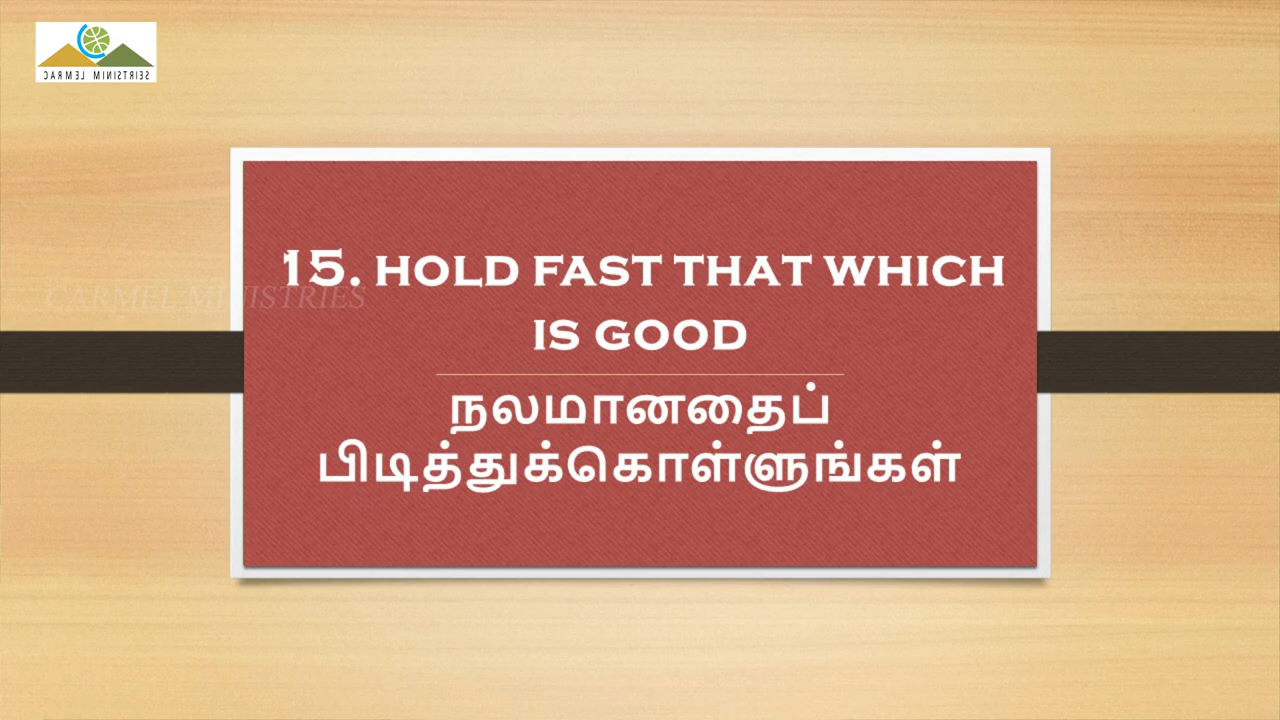 CARMEL MINISTRIES
15. HOLD FAST THAT WHICH
IS GOOD
CARMEL MINISTRIES
நலமானதைப்
பிடித்துக்கொள்ளுங்கள்